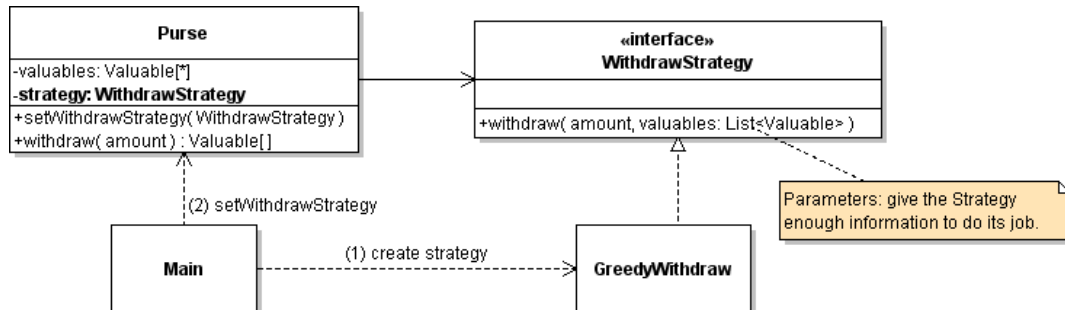 Purse
-valuables: Valuable[*]
-strategy: WithdrawStrategy
+setWithdrawStrategy( WithdrawStrategy )
+withdraw( amount ) : Valuable[ ]
«interface»
WithdrawStrategy
+withdraw( amount, valuables: List<Valuable> )
Parameters: give the Strategy
enough information to do its job.
(2) setWithdrawStrategy
Main
(1) create strategy
GreedyWithdraw